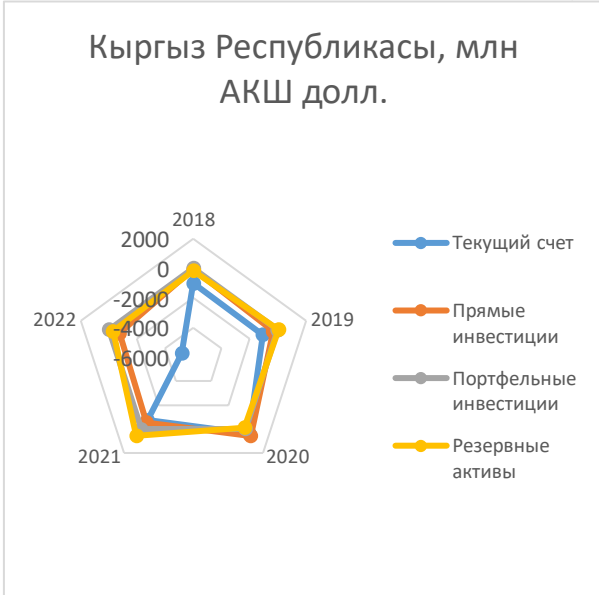 Кыргыз Республикасы, млн
АКШ долл.
2018
2000
0
-2000
-4000
-6000
2022
2019
2021
2020
Текущий счет
Прямые
инвестиции
Портфельные
инвестиции
Резервные
активы